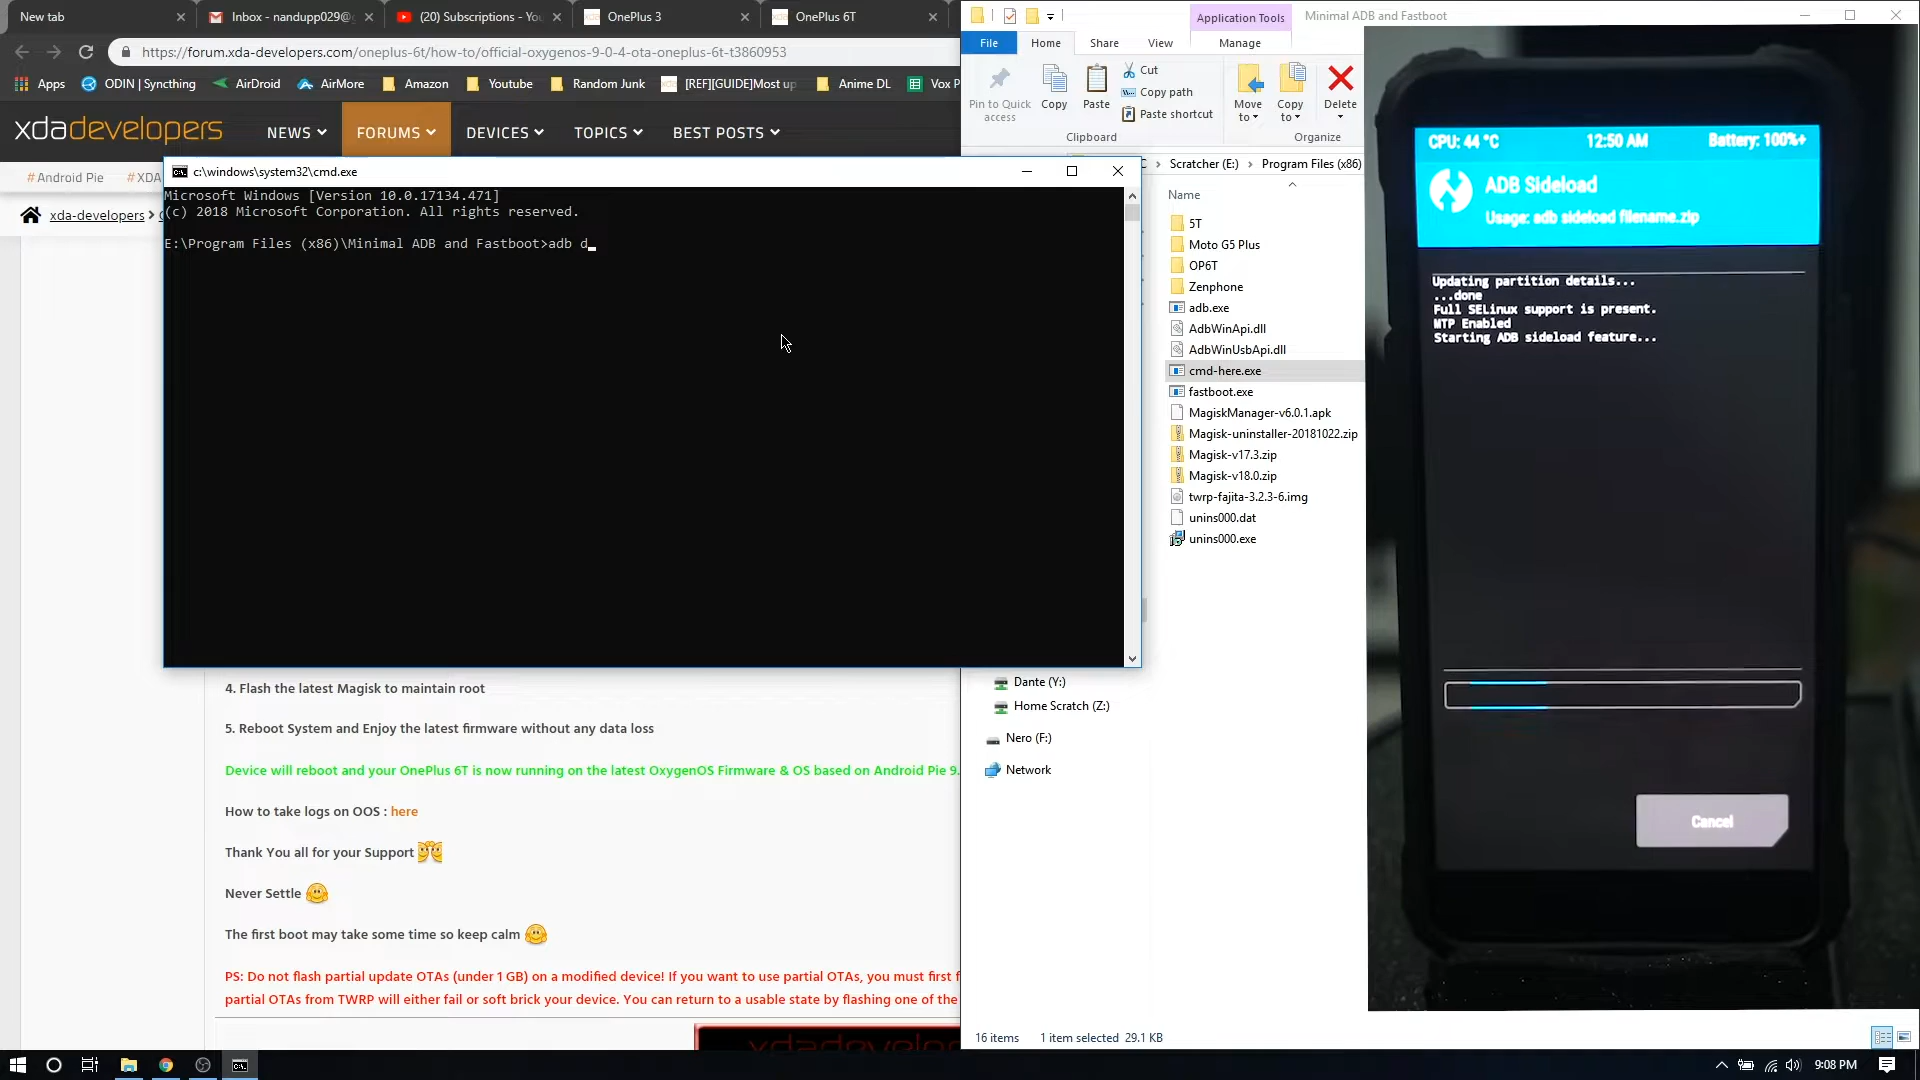 New tab
Inbox - nandupp029@g
(20) Subscriptions - You
OnePlus 3
OnePlus 6T
https://forum.xda-developers.com/oneplus-6t/how-to/official-oxygenos-9-0-4-ota-oneplus-6t-t3860953
Apps
ODIN | Syncthing
AirDroid
AirMore
Amazon
Youtube
Random Junk
[REF][GUIDE]Most up
Anime DL
Vox P
xdadevelopers
NEWS
FORUMS
DEVICES
TOPICS
BEST POSTS
#Android Pie
#XDA
xda-developers
c:\windows\system32\cmd.exe
Microsoft Windows [Version 10.0.17134.471]
(c) 2018 Microsoft Corporation. All rights reserved.
E:\Program Files (x86)\Minimal ADB and Fastboot>adb d_
4. Flash the latest Magisk to maintain root
5. Reboot System and Enjoy the latest firmware without any data loss
Device will reboot and your OnePlus 6T is now running on the latest OxygenOS Firmware & OS based on Android Pie 9.
How to take logs on OOS : here
Thank You all for your Support
Never Settle
The first boot may take some time so keep calm
PS: Do not flash partial update OTAs (under 1 GB) on a modified device! If you want to use partial OTAs, you must first f
partial OTAs from TWRP will either fail or soft brick your device. You can return to a usable state by flashing one of the
xdadevelo
Application Tools
Minimal ADB and Fastboot
File
Home
Share
View
Manage
Pin to Quick access
Copy
Paste
Cut
Copy path
Paste shortcut
Clipboard
Move to
Copy to
Delete
Organize
Scratcher (E:)
Program Files (x86)
Name
5T
Moto G5 Plus
OP6T
Zenphone
adb.exe
AdbWinApi.dll
AdbWinUsbApi.dll
cmd-here.exe
fastboot.exe
MagiskManager-v6.0.1.apk
Magisk-uninstaller-20181022.zip
Magisk-v17.3.zip
Magisk-v18.0.zip
twrp-fajita-3.2.3-6.img
unins000.dat
unins000.exe
Dante (Y:)
Home Scratch (Z:)
Nero (F:)
Network
16 items
1 item selected 29.1 KB
CPU: 44 °C
12:50 AM
Battery: 100%+
ADB Sideload
Usage: adb sideload filename.zip
Updating partition details...
...done
Full SELinux support is present.
MTP Enabled
Starting ADB sideload feature...
Cancel
9:08 PM